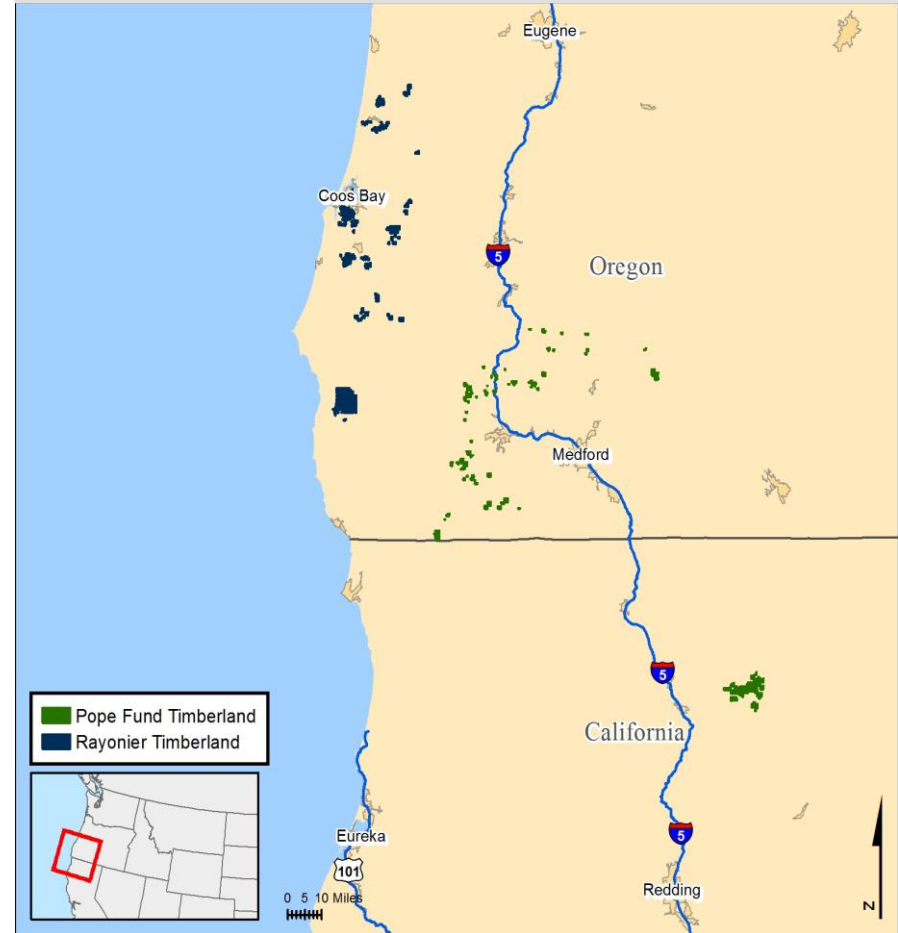 Eugene
Coos Bay
5
Oregon
Medford
5
Pope Fund Timberland
Rayonier Timberland
California
Eureka
5
101
Redding
0 5 10 Miles
N